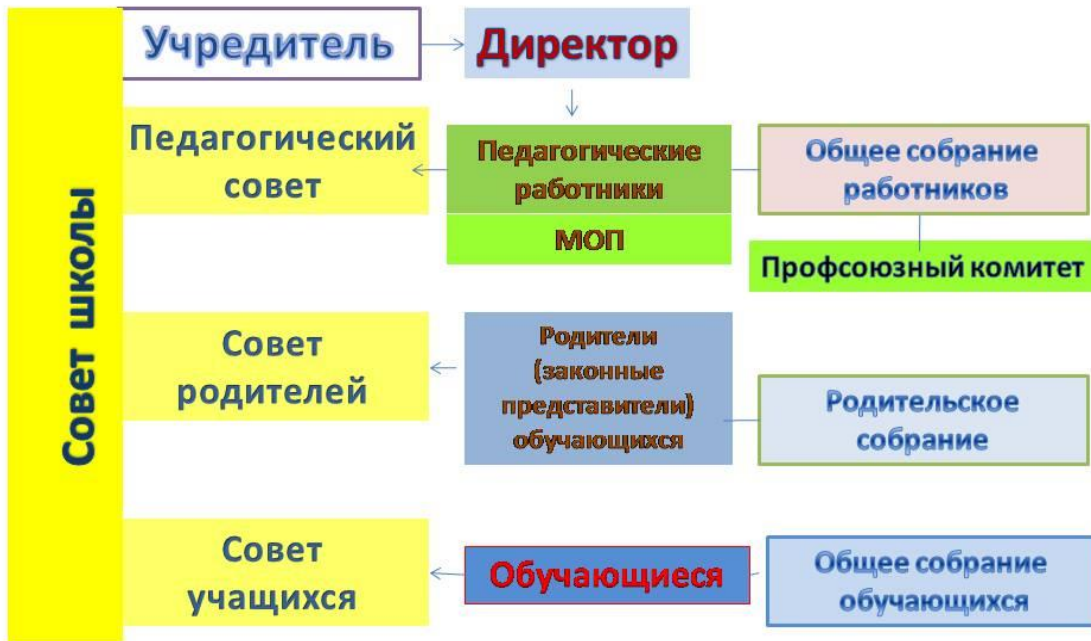 Совет школы
Учредитель
Директор
Педагогический
совет
Педагогические
работники
МОП
Общее собрание
работников
Профсоюзный комитет
Совет
родителей
Родители
(законные
представители)
обучающихся
Родительское
собрание
Совет
учащихся
Обучающиеся
Общее собрание
обучающихся